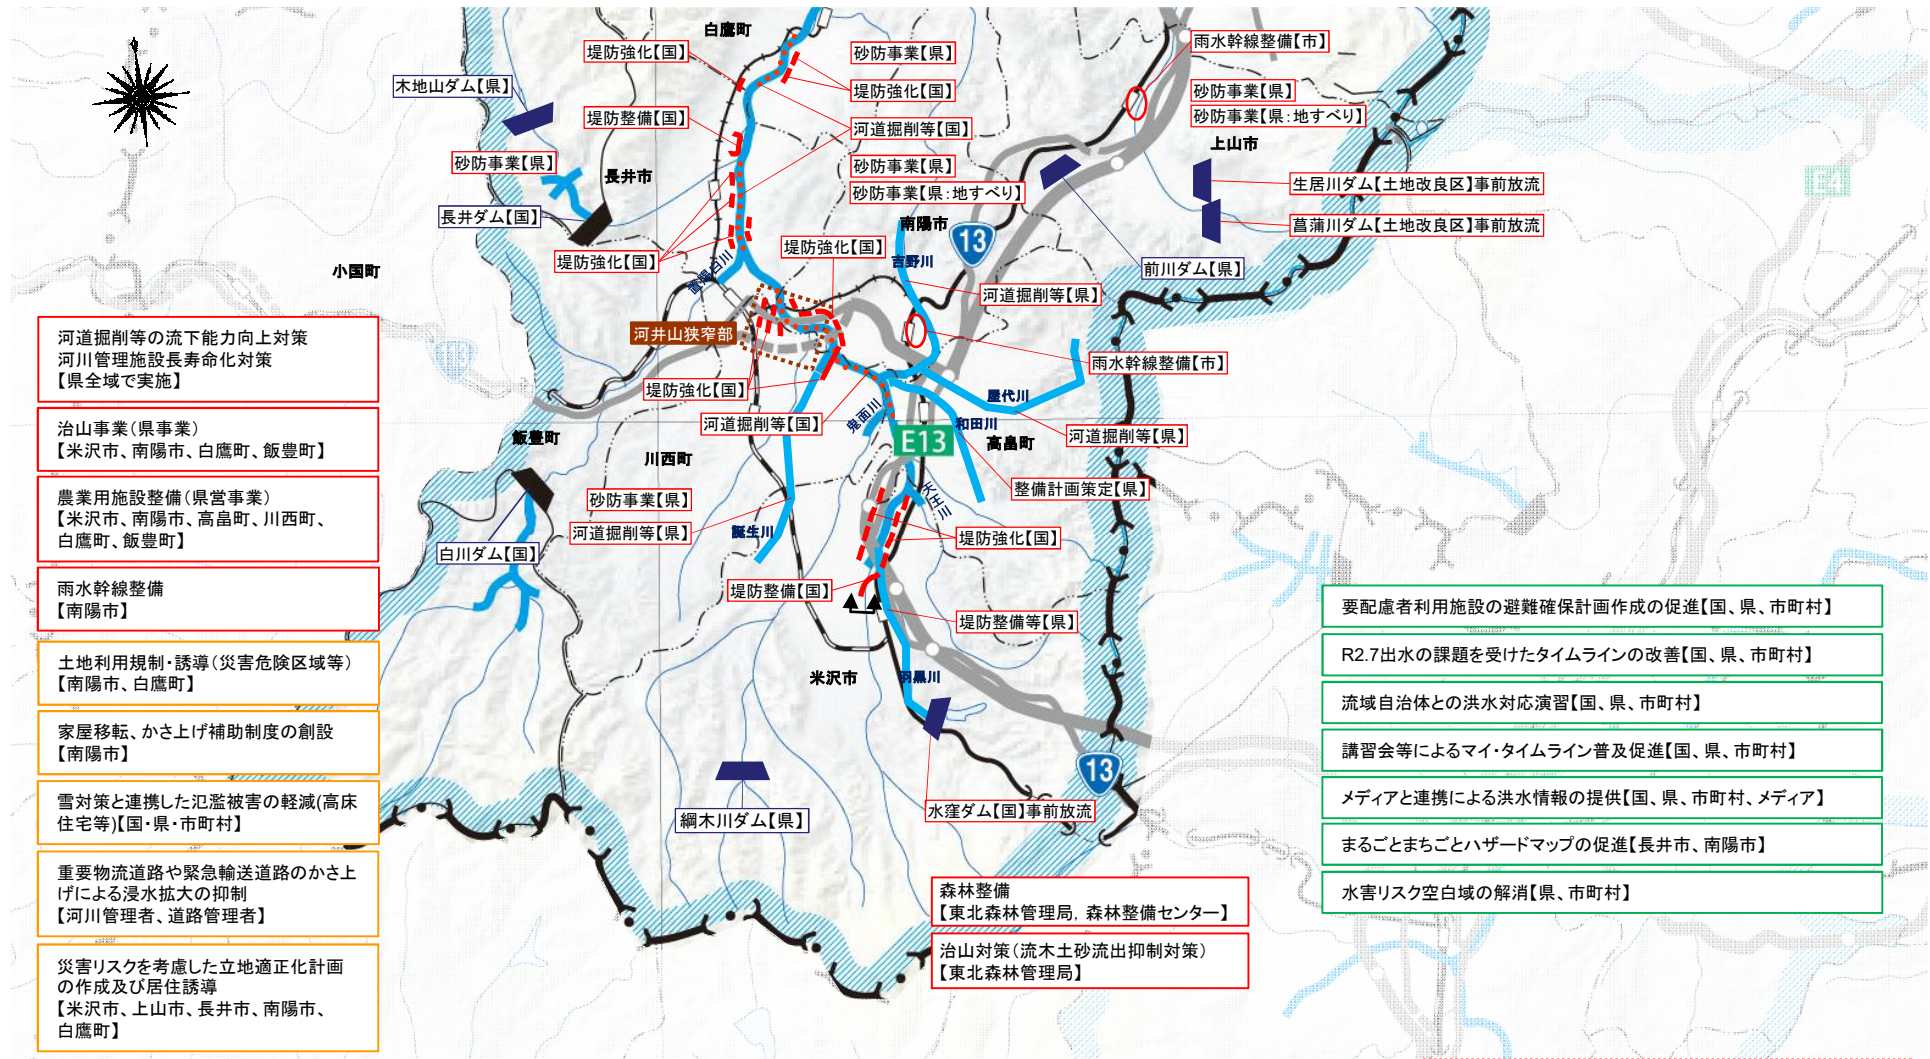 白鷹町
堤防強化【国】
砂防事業【県】
雨水幹線整備【市】
木地山ダム【県】
堤防強化【国】
砂防事業【県】
堤防整備【国】
河道掘削等【国】
砂防事業【県:地すべり】
上山市
砂防事業【県】
長井市
砂防事業【県】
砂防事業【県:地すべり】
生居川ダム【土地改良区】事前放流
長井ダム【国】
南陽市
13
菖蒲川ダム【土地改良区】事前放流
堤防強化【国】
堤防強化【国】
吉野川
前川ダム【県】
小国町
置賜白川
河道掘削等【県】
河井山狭窄部
雨水幹線整備【市】
堤防強化【国】
屋代川
河道掘削等【国】
鬼面川
和田川
河道掘削等【県】
飯豊町
E13
高畠町
川西町
整備計画策定【県】
砂防事業【県】
天王川
河道掘削等【県】
誕生川
堤防強化【国】
白川ダム【国】
堤防整備【国】
堤防整備等【県】
米沢市
羽黒川
13
水窪ダム【国】事前放流
綱木川ダム【県】
E4
河道掘削等の流下能力向上対策
河川管理施設長寿命化対策
【県全域で実施】
治山事業(県事業)
【米沢市、南陽市、白鷹町、飯豊町】
農業用施設整備(県営事業)
【米沢市、南陽市、高畠町、川西町、
白鷹町、飯豊町】
雨水幹線整備
【南陽市】
土地利用規制・誘導(災害危険区域等)
【南陽市、白鷹町】
家屋移転、かさ上げ補助制度の創設
【南陽市】
雪対策と連携した氾濫被害の軽減(高床
住宅等)【国・県・市町村】
重要物流道路や緊急輸送道路のかさ上
げによる浸水拡大の抑制
【河川管理者、道路管理者】
災害リスクを考慮した立地適正化計画
の作成及び居住誘導
【米沢市、上山市、長井市、南陽市、
白鷹町】
森林整備
【東北森林管理局，森林整備センター】
治山対策(流木土砂流出抑制対策)
【東北森林管理局】
要配慮者利用施設の避難確保計画作成の促進【国、県、市町村】
R2.7出水の課題を受けたタイムラインの改善【国、県、市町村】
流域自治体との洪水対応演習【国、県、市町村】
講習会等によるマイ・タイムライン普及促進【国、県、市町村】
メディアと連携による洪水情報の提供【国、県、市町村、メディア】
まるごとまちごとハザードマップの促進【長井市、南陽市】
水害リスク空白域の解消【県、市町村】